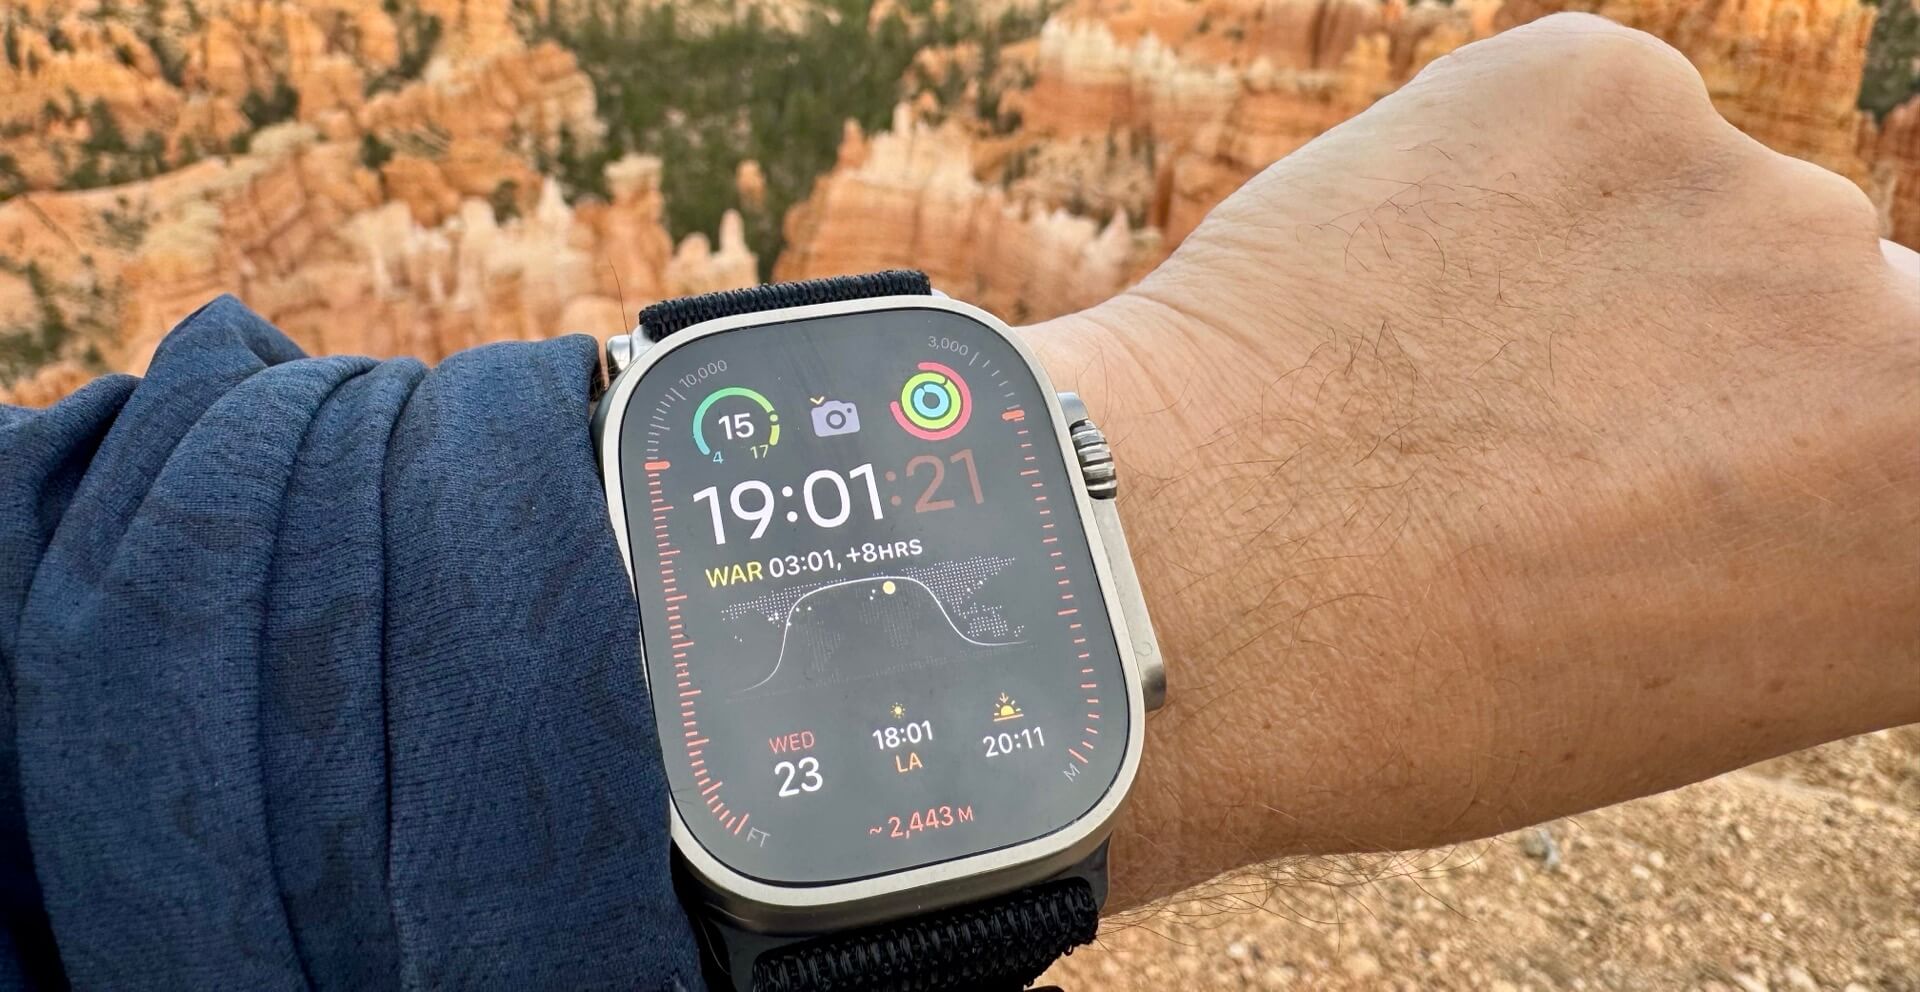 10,000
3,000
15
4 17
19:01:21
WAR 03:01, +8HRS
WED
23
18:01
LA
20:11
M
FT
~ 2,443 M